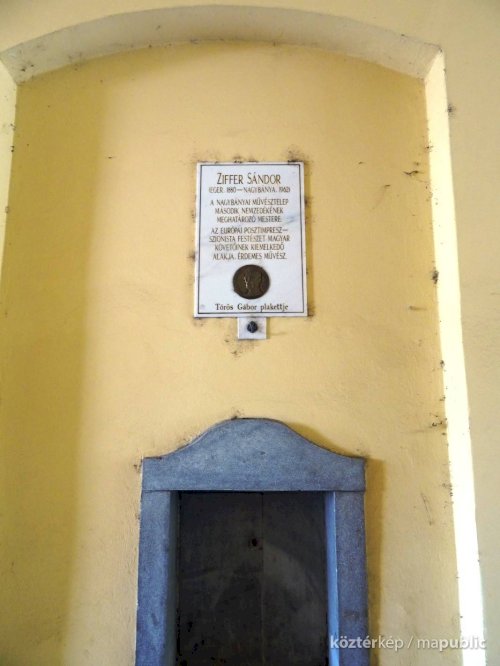 ZIFFER SÁNDOR
(EGER, 1880 — NAGYBÁNYA, 1962)
A NAGYBÁNYAI MŰVÉSZTELEP
MÁSODIK NEMZEDÉKÉNEK
MEGHATÁROZÓ MESTERE.
AZ EURÓPAI POSZTIMPRESZ—
SZIONISTA FESTÉSZET MAGYAR
KÖVETŐINEK KIEMELKEDŐ
ALAKJA. ÉRDEMES MŰVÉSZ.
Törös Gábor plakettje
köztérkép / mapublic